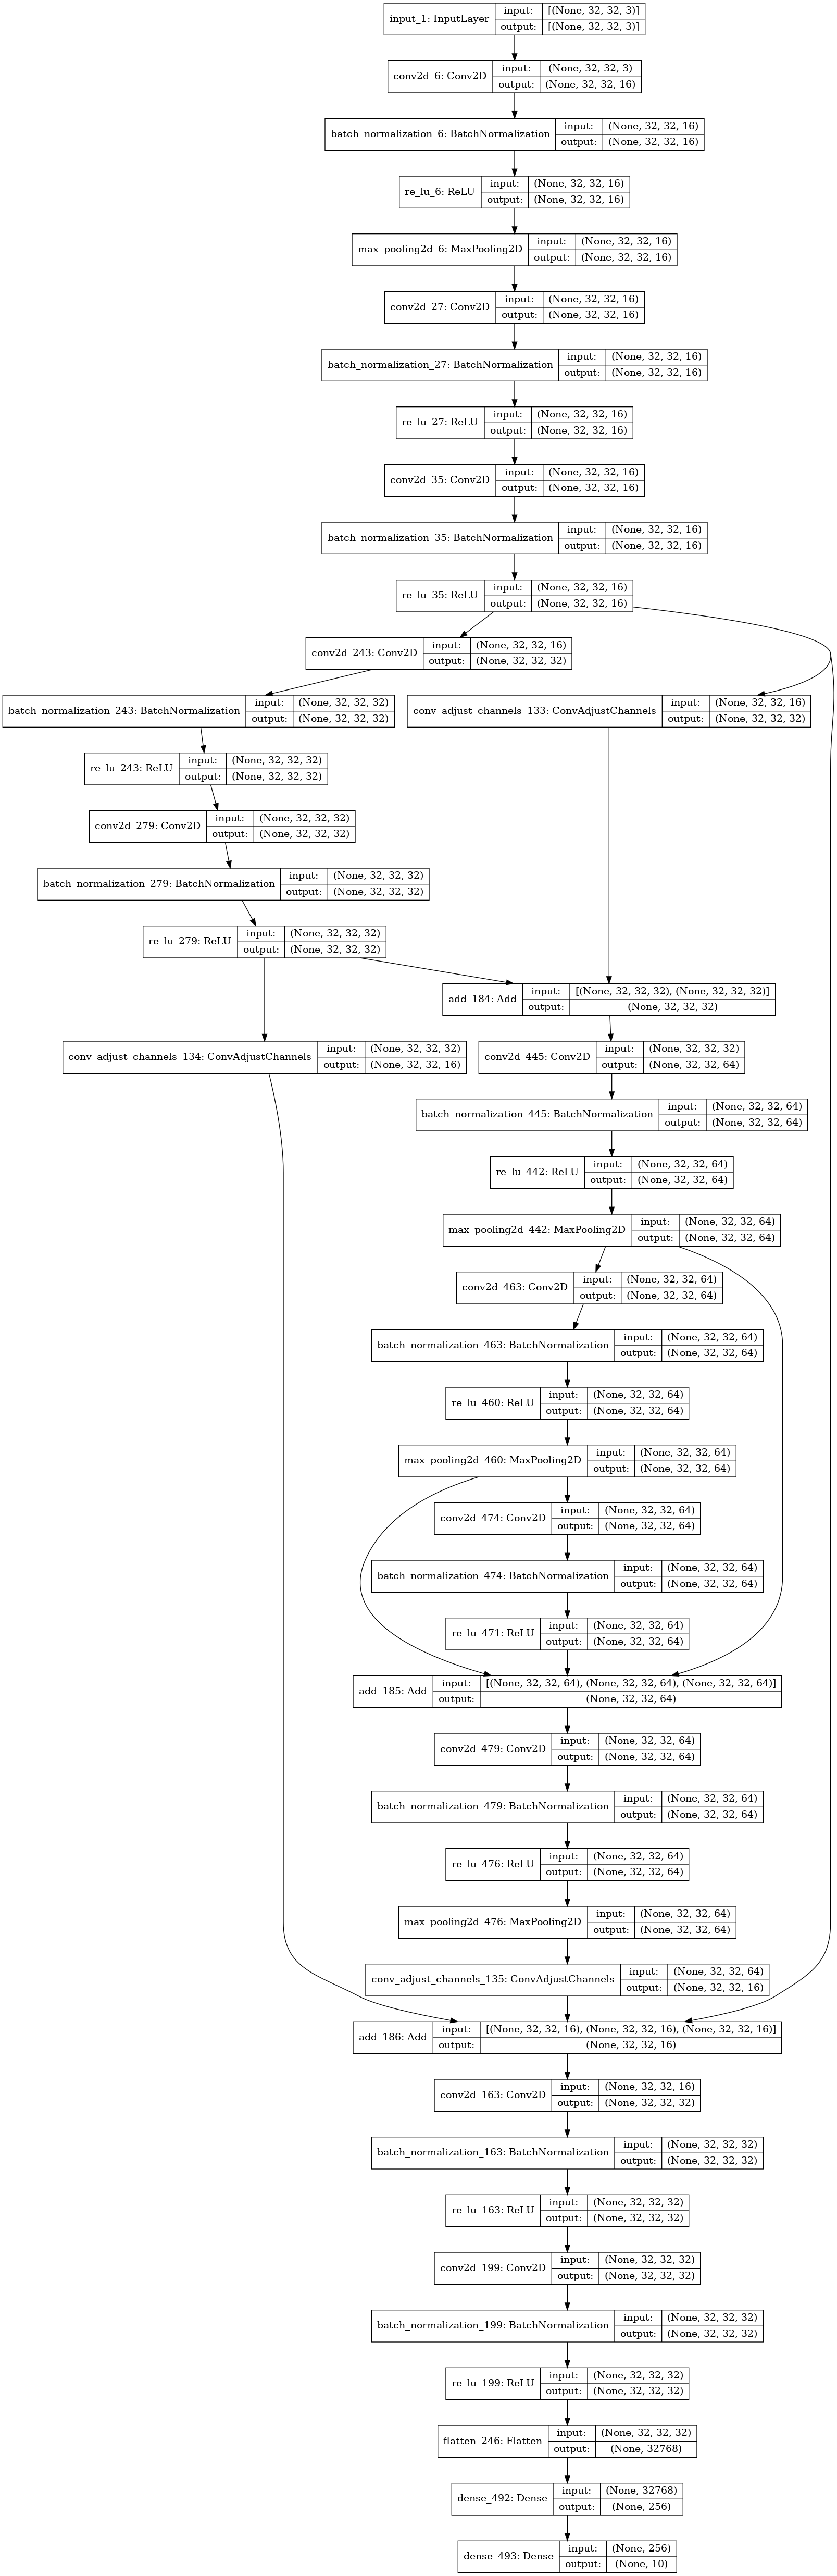 input_1: InputLayer
input: [(None, 32, 32, 3)]
output: [(None, 32, 32, 3)]
conv2d_6: Conv2D
input: (None, 32, 32, 3)
output: (None, 32, 32, 16)
batch_normalization_6: BatchNormalization
input: (None, 32, 32, 16)
output: (None, 32, 32, 16)
re_lu_6: ReLU
input: (None, 32, 32, 16)
output: (None, 32, 32, 16)
max_pooling2d_6: MaxPooling2D
input: (None, 32, 32, 16)
output: (None, 32, 32, 16)
conv2d_27: Conv2D
input: (None, 32, 32, 16)
output: (None, 32, 32, 16)
batch_normalization_27: BatchNormalization
input: (None, 32, 32, 16)
output: (None, 32, 32, 16)
re_lu_27: ReLU
input: (None, 32, 32, 16)
output: (None, 32, 32, 16)
conv2d_35: Conv2D
input: (None, 32, 32, 16)
output: (None, 32, 32, 16)
batch_normalization_35: BatchNormalization
input: (None, 32, 32, 16)
output: (None, 32, 32, 16)
re_lu_35: ReLU
input: (None, 32, 32, 16)
output: (None, 32, 32, 16)
conv2d_243: Conv2D
input: (None, 32, 32, 16)
output: (None, 32, 32, 32)
batch_normalization_243: BatchNormalization
input: (None, 32, 32, 32)
output: (None, 32, 32, 32)
conv_adjust_channels_133: ConvAdjustChannels
input: (None, 32, 32, 16)
output: (None, 32, 32, 32)
re_lu_243: ReLU
input: (None, 32, 32, 32)
output: (None, 32, 32, 32)
conv2d_279: Conv2D
input: (None, 32, 32, 32)
output: (None, 32, 32, 32)
batch_normalization_279: BatchNormalization
input: (None, 32, 32, 32)
output: (None, 32, 32, 32)
re_lu_279: ReLU
input: (None, 32, 32, 32)
output: (None, 32, 32, 32)
add_184: Add
input: [(None, 32, 32, 32), (None, 32, 32, 32)]
output: (None, 32, 32, 32)
conv_adjust_channels_134: ConvAdjustChannels
input: (None, 32, 32, 32)
output: (None, 32, 32, 16)
conv2d_445: Conv2D
input: (None, 32, 32, 32)
output: (None, 32, 32, 64)
batch_normalization_445: BatchNormalization
input: (None, 32, 32, 64)
output: (None, 32, 32, 64)
re_lu_442: ReLU
input: (None, 32, 32, 64)
output: (None, 32, 32, 64)
max_pooling2d_442: MaxPooling2D
input: (None, 32, 32, 64)
output: (None, 32, 32, 64)
conv2d_463: Conv2D
input: (None, 32, 32, 64)
output: (None, 32, 32, 64)
batch_normalization_463: BatchNormalization
input: (None, 32, 32, 64)
output: (None, 32, 32, 64)
re_lu_460: ReLU
input: (None, 32, 32, 64)
output: (None, 32, 32, 64)
max_pooling2d_460: MaxPooling2D
input: (None, 32, 32, 64)
output: (None, 32, 32, 64)
conv2d_474: Conv2D
input: (None, 32, 32, 64)
output: (None, 32, 32, 64)
batch_normalization_474: BatchNormalization
input: (None, 32, 32, 64)
output: (None, 32, 32, 64)
re_lu_471: ReLU
input: (None, 32, 32, 64)
output: (None, 32, 32, 64)
add_185: Add
input: [(None, 32, 32, 64), (None, 32, 32, 64), (None, 32, 32, 64)]
output: (None, 32, 32, 64)
conv2d_479: Conv2D
input: (None, 32, 32, 64)
output: (None, 32, 32, 64)
batch_normalization_479: BatchNormalization
input: (None, 32, 32, 64)
output: (None, 32, 32, 64)
re_lu_476: ReLU
input: (None, 32, 32, 64)
output: (None, 32, 32, 64)
max_pooling2d_476: MaxPooling2D
input: (None, 32, 32, 64)
output: (None, 32, 32, 64)
conv_adjust_channels_135: ConvAdjustChannels
input: (None, 32, 32, 64)
output: (None, 32, 32, 16)
add_186: Add
input: [(None, 32, 32, 16), (None, 32, 32, 16), (None, 32, 32, 16)]
output: (None, 32, 32, 16)
conv2d_163: Conv2D
input: (None, 32, 32, 16)
output: (None, 32, 32, 32)
batch_normalization_163: BatchNormalization
input: (None, 32, 32, 32)
output: (None, 32, 32, 32)
re_lu_163: ReLU
input: (None, 32, 32, 32)
output: (None, 32, 32, 32)
conv2d_199: Conv2D
input: (None, 32, 32, 32)
output: (None, 32, 32, 32)
batch_normalization_199: BatchNormalization
input: (None, 32, 32, 32)
output: (None, 32, 32, 32)
re_lu_199: ReLU
input: (None, 32, 32, 32)
output: (None, 32, 32, 32)
flatten_246: Flatten
input: (None, 32, 32, 32)
output: (None, 32768)
dense_492: Dense
input: (None, 32768)
output: (None, 256)
dense_493: Dense
input: (None, 256)
output: (None, 10)